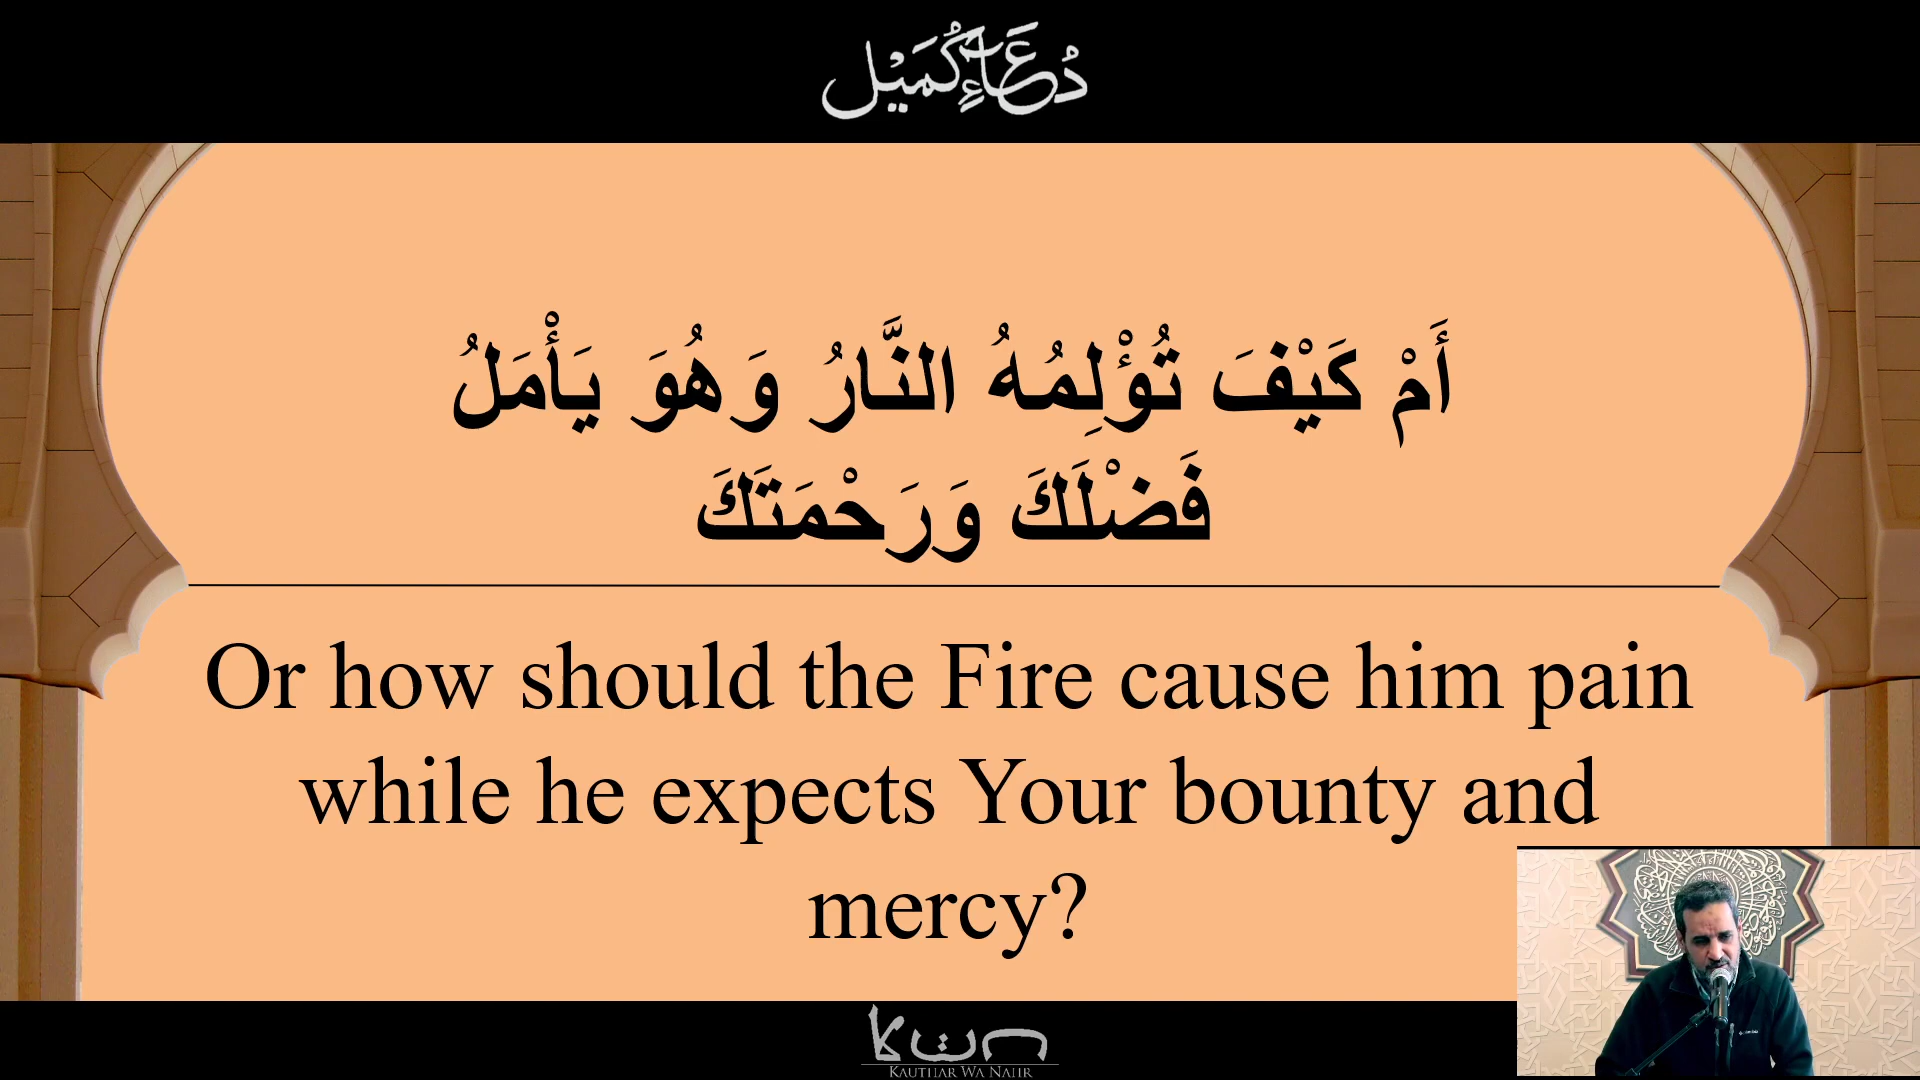 دُعَاءِ كُمَيْل
أَمْ كَيْفَ تُؤْلِمُهُ النَّارُ وَهُوَ يَأْمَلُ
فَضْلَكَ وَرَحْمَتَكَ
Or how should the Fire cause him pain
while he expects Your bounty and
mercy?
KWN
KAUTHAR WA NAHR